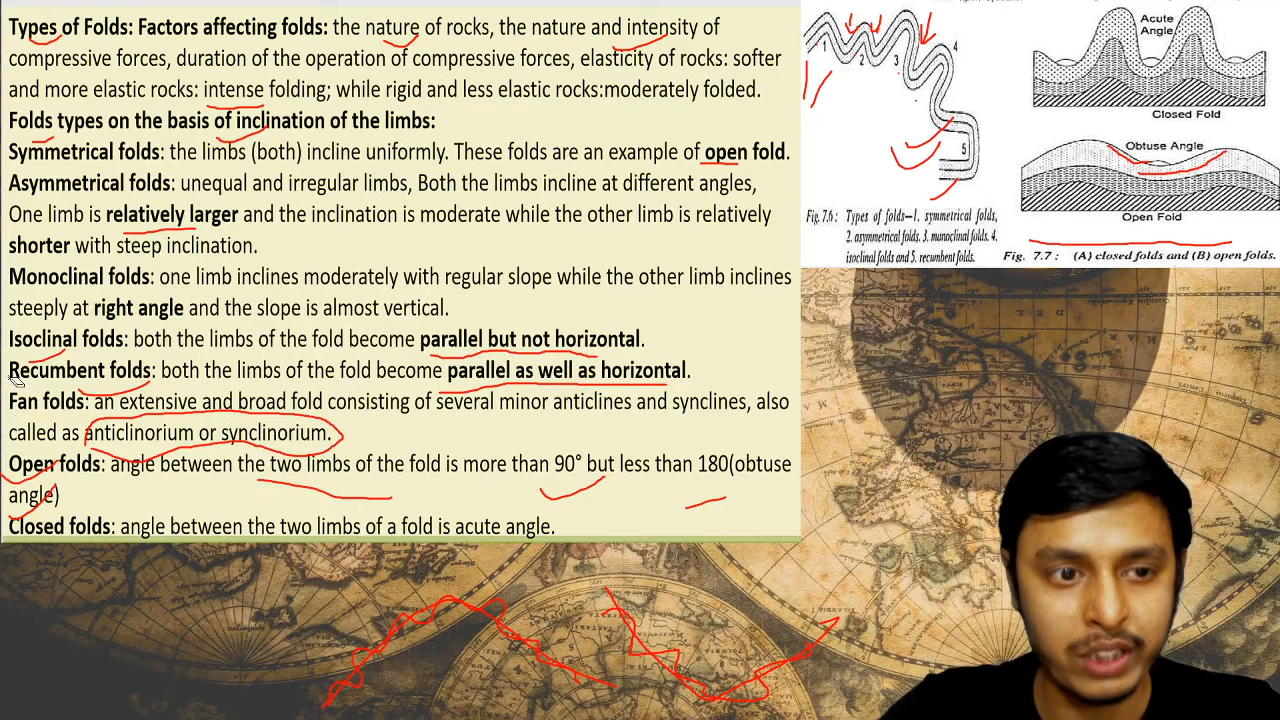 Types of Folds: Factors affecting folds: the nature of rocks, the nature and intensity of
compressive forces, duration of the operation of compressive forces, elasticity of rocks: softer
and more elastic rocks: intense folding; while rigid and less elastic rocks:moderately folded.
Folds types on the basis of inclination of the limbs:
Symmetrical folds: the limbs (both) incline uniformly. These folds are an example of open fold.
Asymmetrical folds: unequal and irregular limbs, Both the limbs incline at different angles,
One limb is relatively larger and the inclination is moderate while the other limb is relatively
shorter with steep inclination.
Monoclinal folds: one limb inclines moderately with regular slope while the other limb inclines
steeply at right angle and the slope is almost vertical.
Isoclinal folds: both the limbs of the fold become parallel but not horizontal.
Recumbent folds: both the limbs of the fold become parallel as well as horizontal.
Fan folds: an extensive and broad fold consisting of several minor anticlines and synclines, also
called as anticlinorium or synclinorium.
Open folds: angle between the two limbs of the fold is more than 90° but less than 180(obtuse
angle)
Closed folds: angle between the two limbs of a fold is acute angle.
1
2
3
4
5
Fig. 7.6: Types of folds—1. symmetrical folds,
2. asymmetrical folds. 3. monoclinal folds. 4.
isoclinal folds and 5. recumbent folds.
Acute
Angle
Closed Fold
Obtuse Angle
Open Fold
Fig. 7.7 : (A) closed folds and (B) open folds.